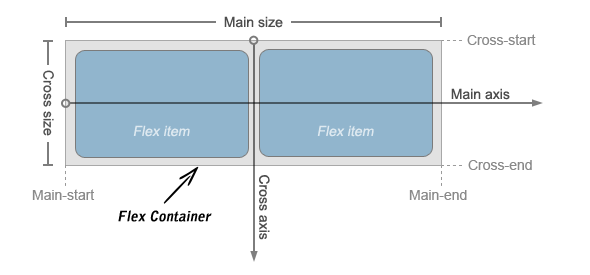 Main size
Cross-start
Cross size
Main axis
Flex item
Flex item
Cross-end
Main-start
Cross axis
Main-end
Flex Container